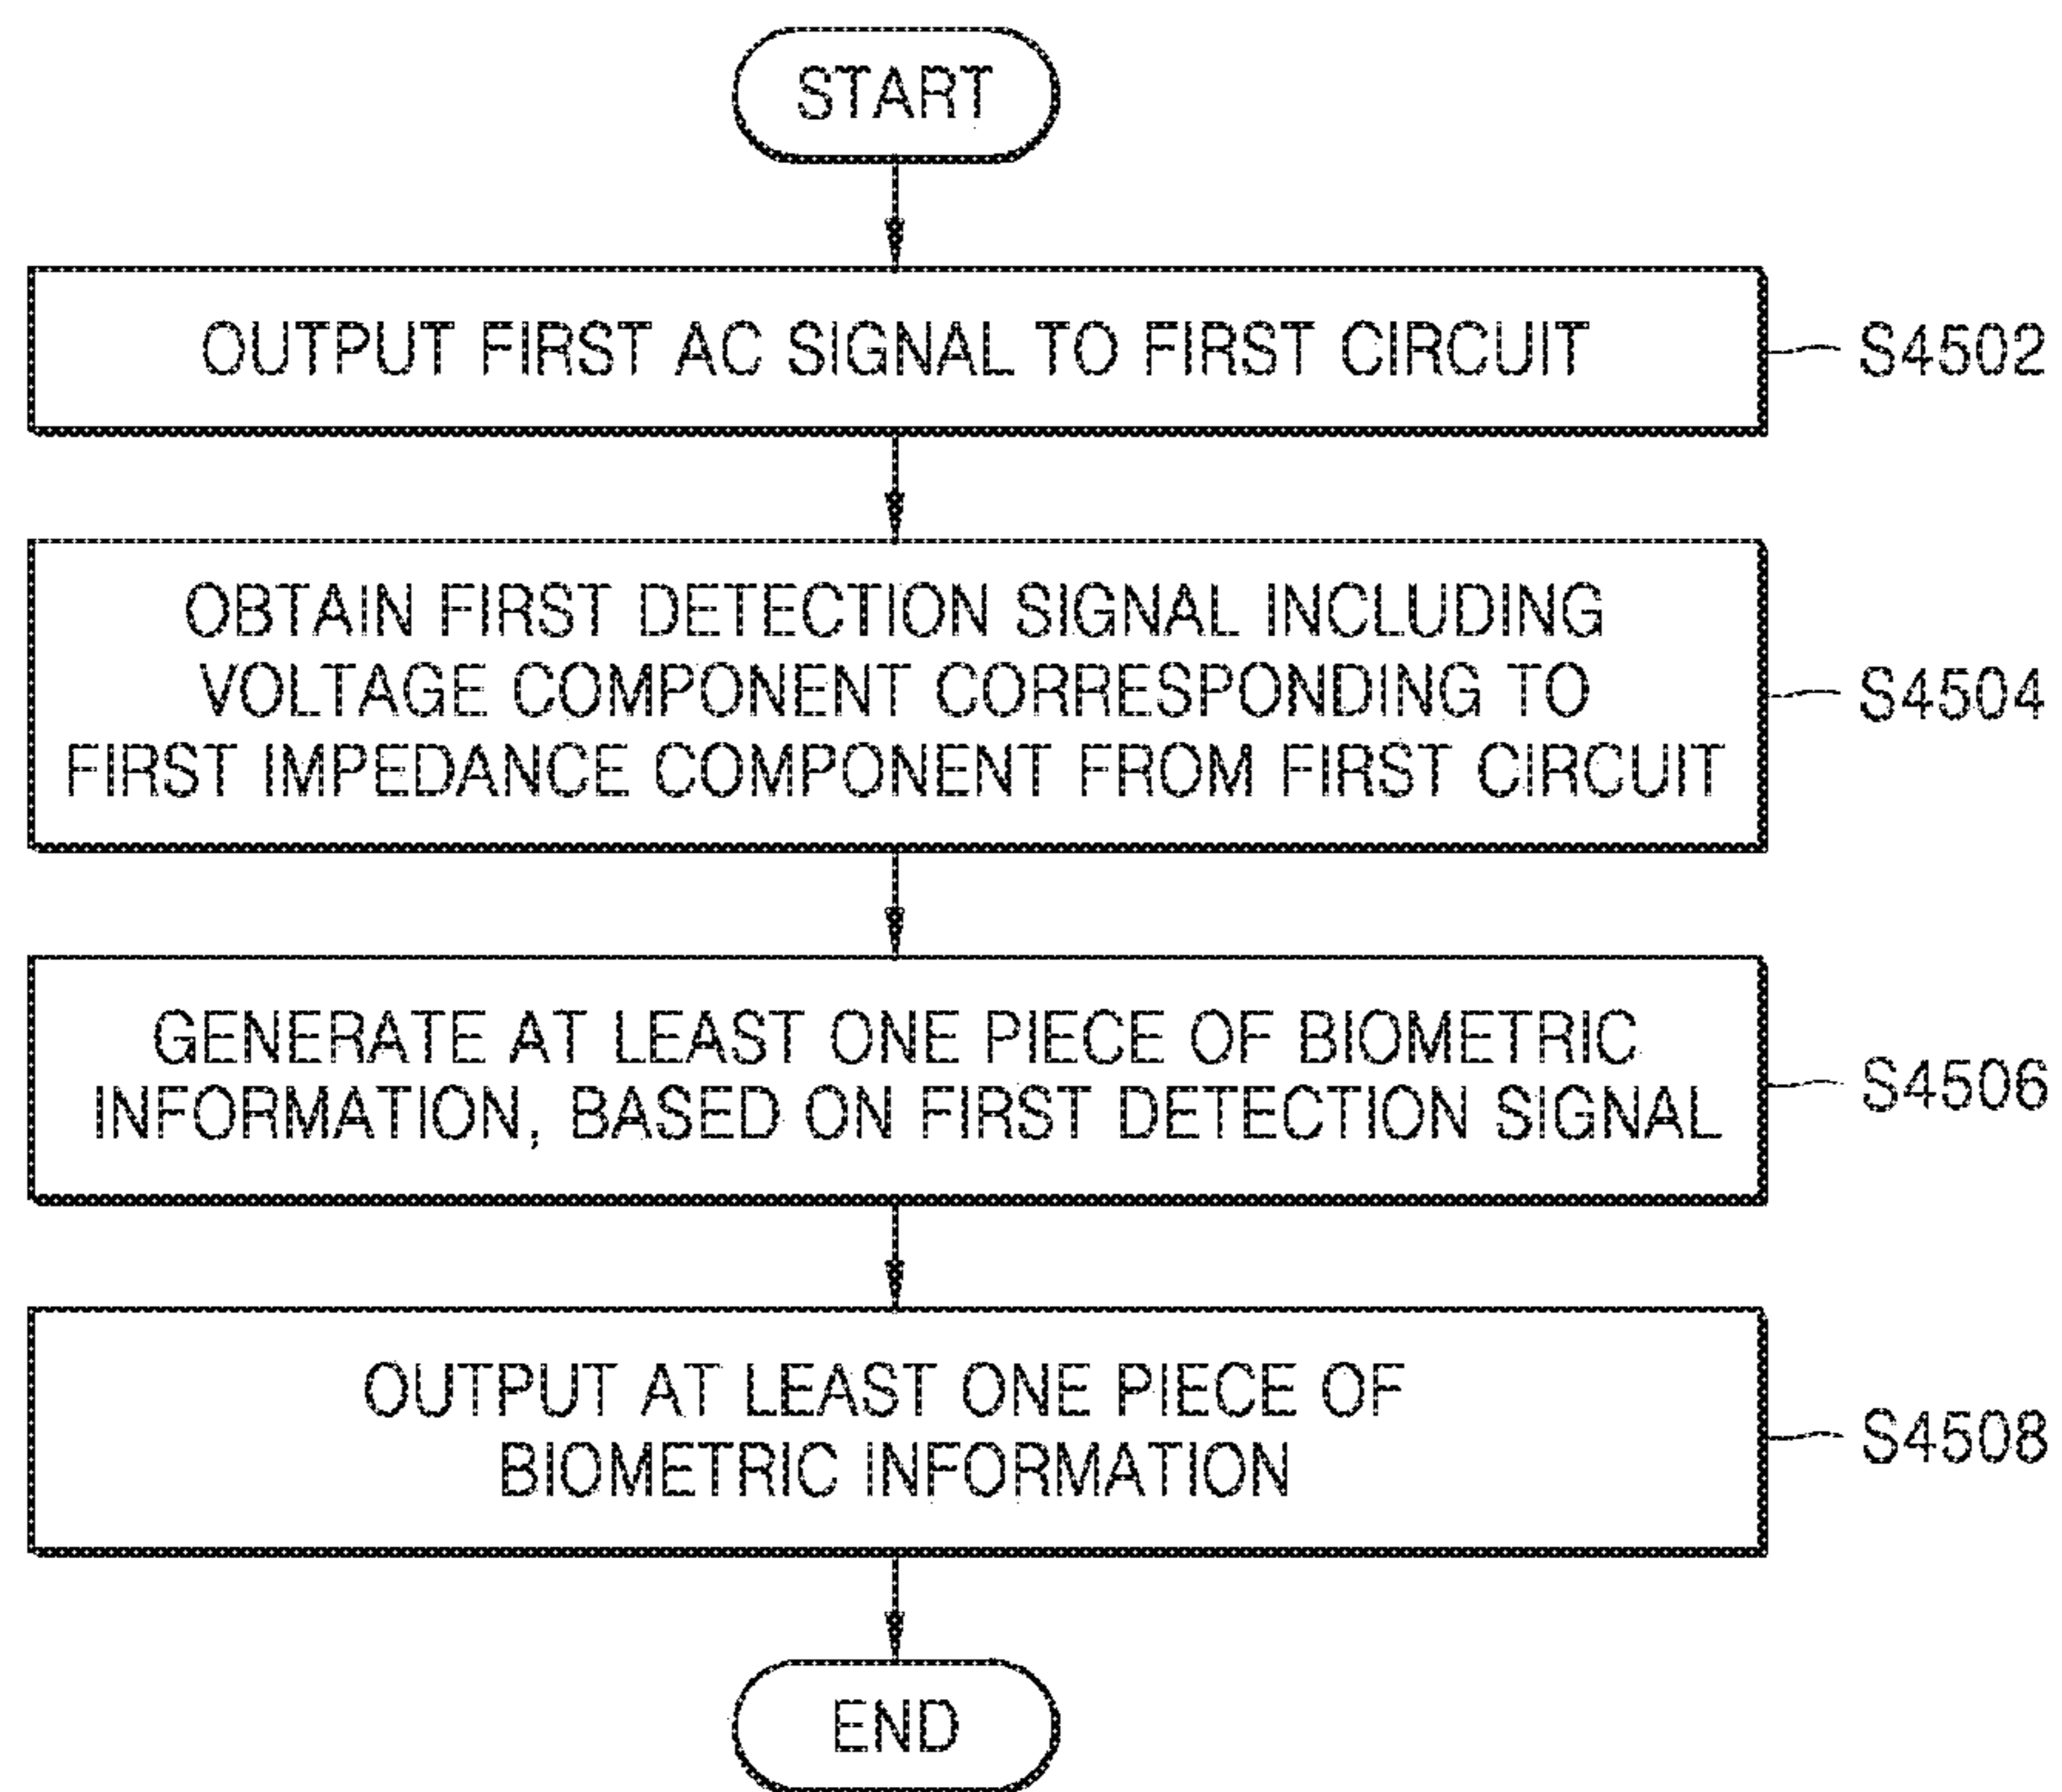 START
OUTPUT FIRST AC SIGNAL TO FIRST CIRCUIT
S4502
OBTAIN FIRST DETECTION SIGNAL INCLUDING
VOLTAGE COMPONENT CORRESPONDING TO
FIRST IMPEDANCE COMPONENT FROM FIRST CIRCUIT
S4504
GENERATE AT LEAST ONE PIECE OF BIOMETRIC
INFORMATION, BASED ON FIRST DETECTION SIGNAL
S4506
OUTPUT AT LEAST ONE PIECE OF
BIOMETRIC INFORMATION
S4508
END